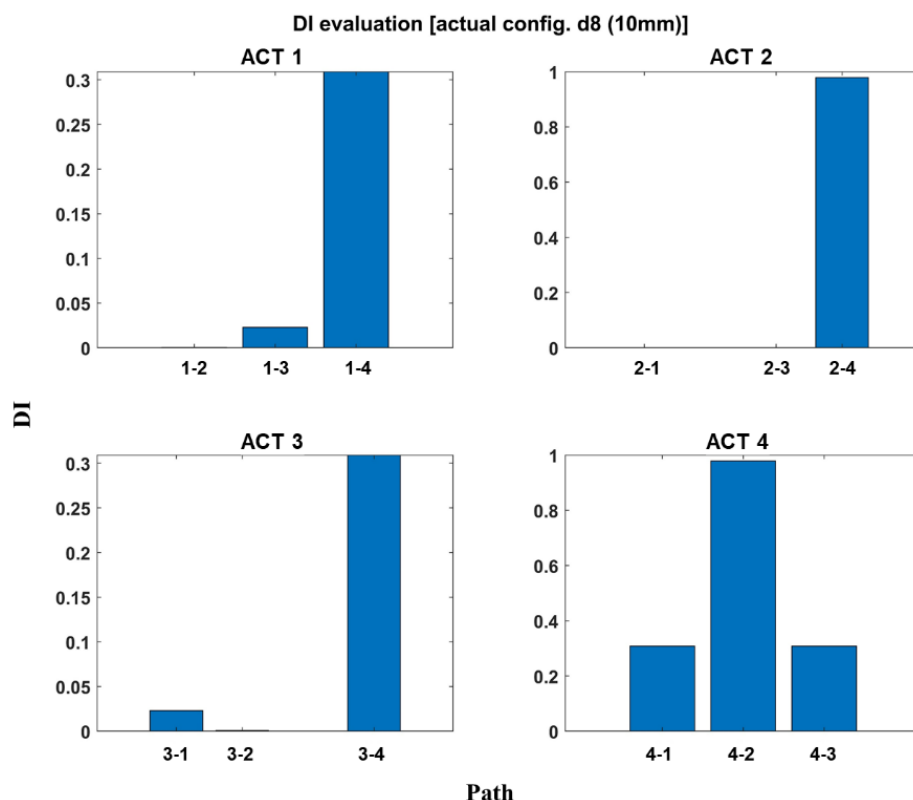 DI evaluation [actual config. d8 (10mm)]
ACT 1
0.3
0.25
0.2
0.15
0.1
0.05
0
1-2 1-3 1-4
ACT 2
1
0.8
0.6
0.4
0.2
0
2-1 2-3 2-4
DI
ACT 3
0.3
0.25
0.2
0.15
0.1
0.05
0
3-1 3-2 3-4
ACT 4
1
0.8
0.6
0.4
0.2
0
4-1 4-2 4-3
Path